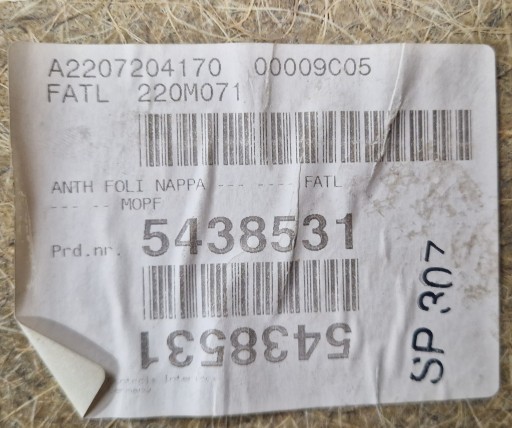 A2207204170 00009C05
FATL 220M071
ANTH FOLI NAPPA --- ---- FATL
--- -- MOPF
Prd.nr. 5438531
5438531
SP 307